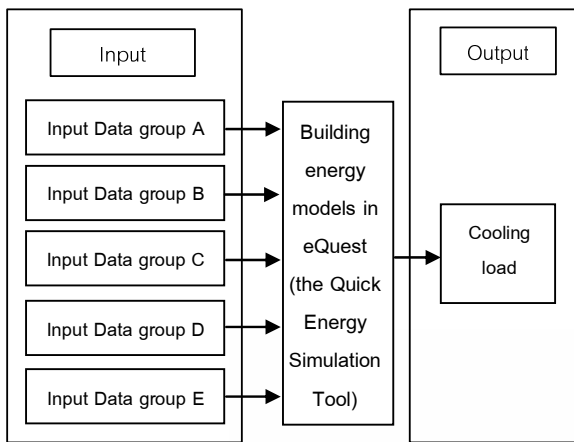 Input
Input Data group A
Input Data group B
Input Data group C
Input Data group D
Input Data group E
Building
energy
models in
eQuest
(the Quick
Energy
Simulation
Tool)
Output
Cooling
load